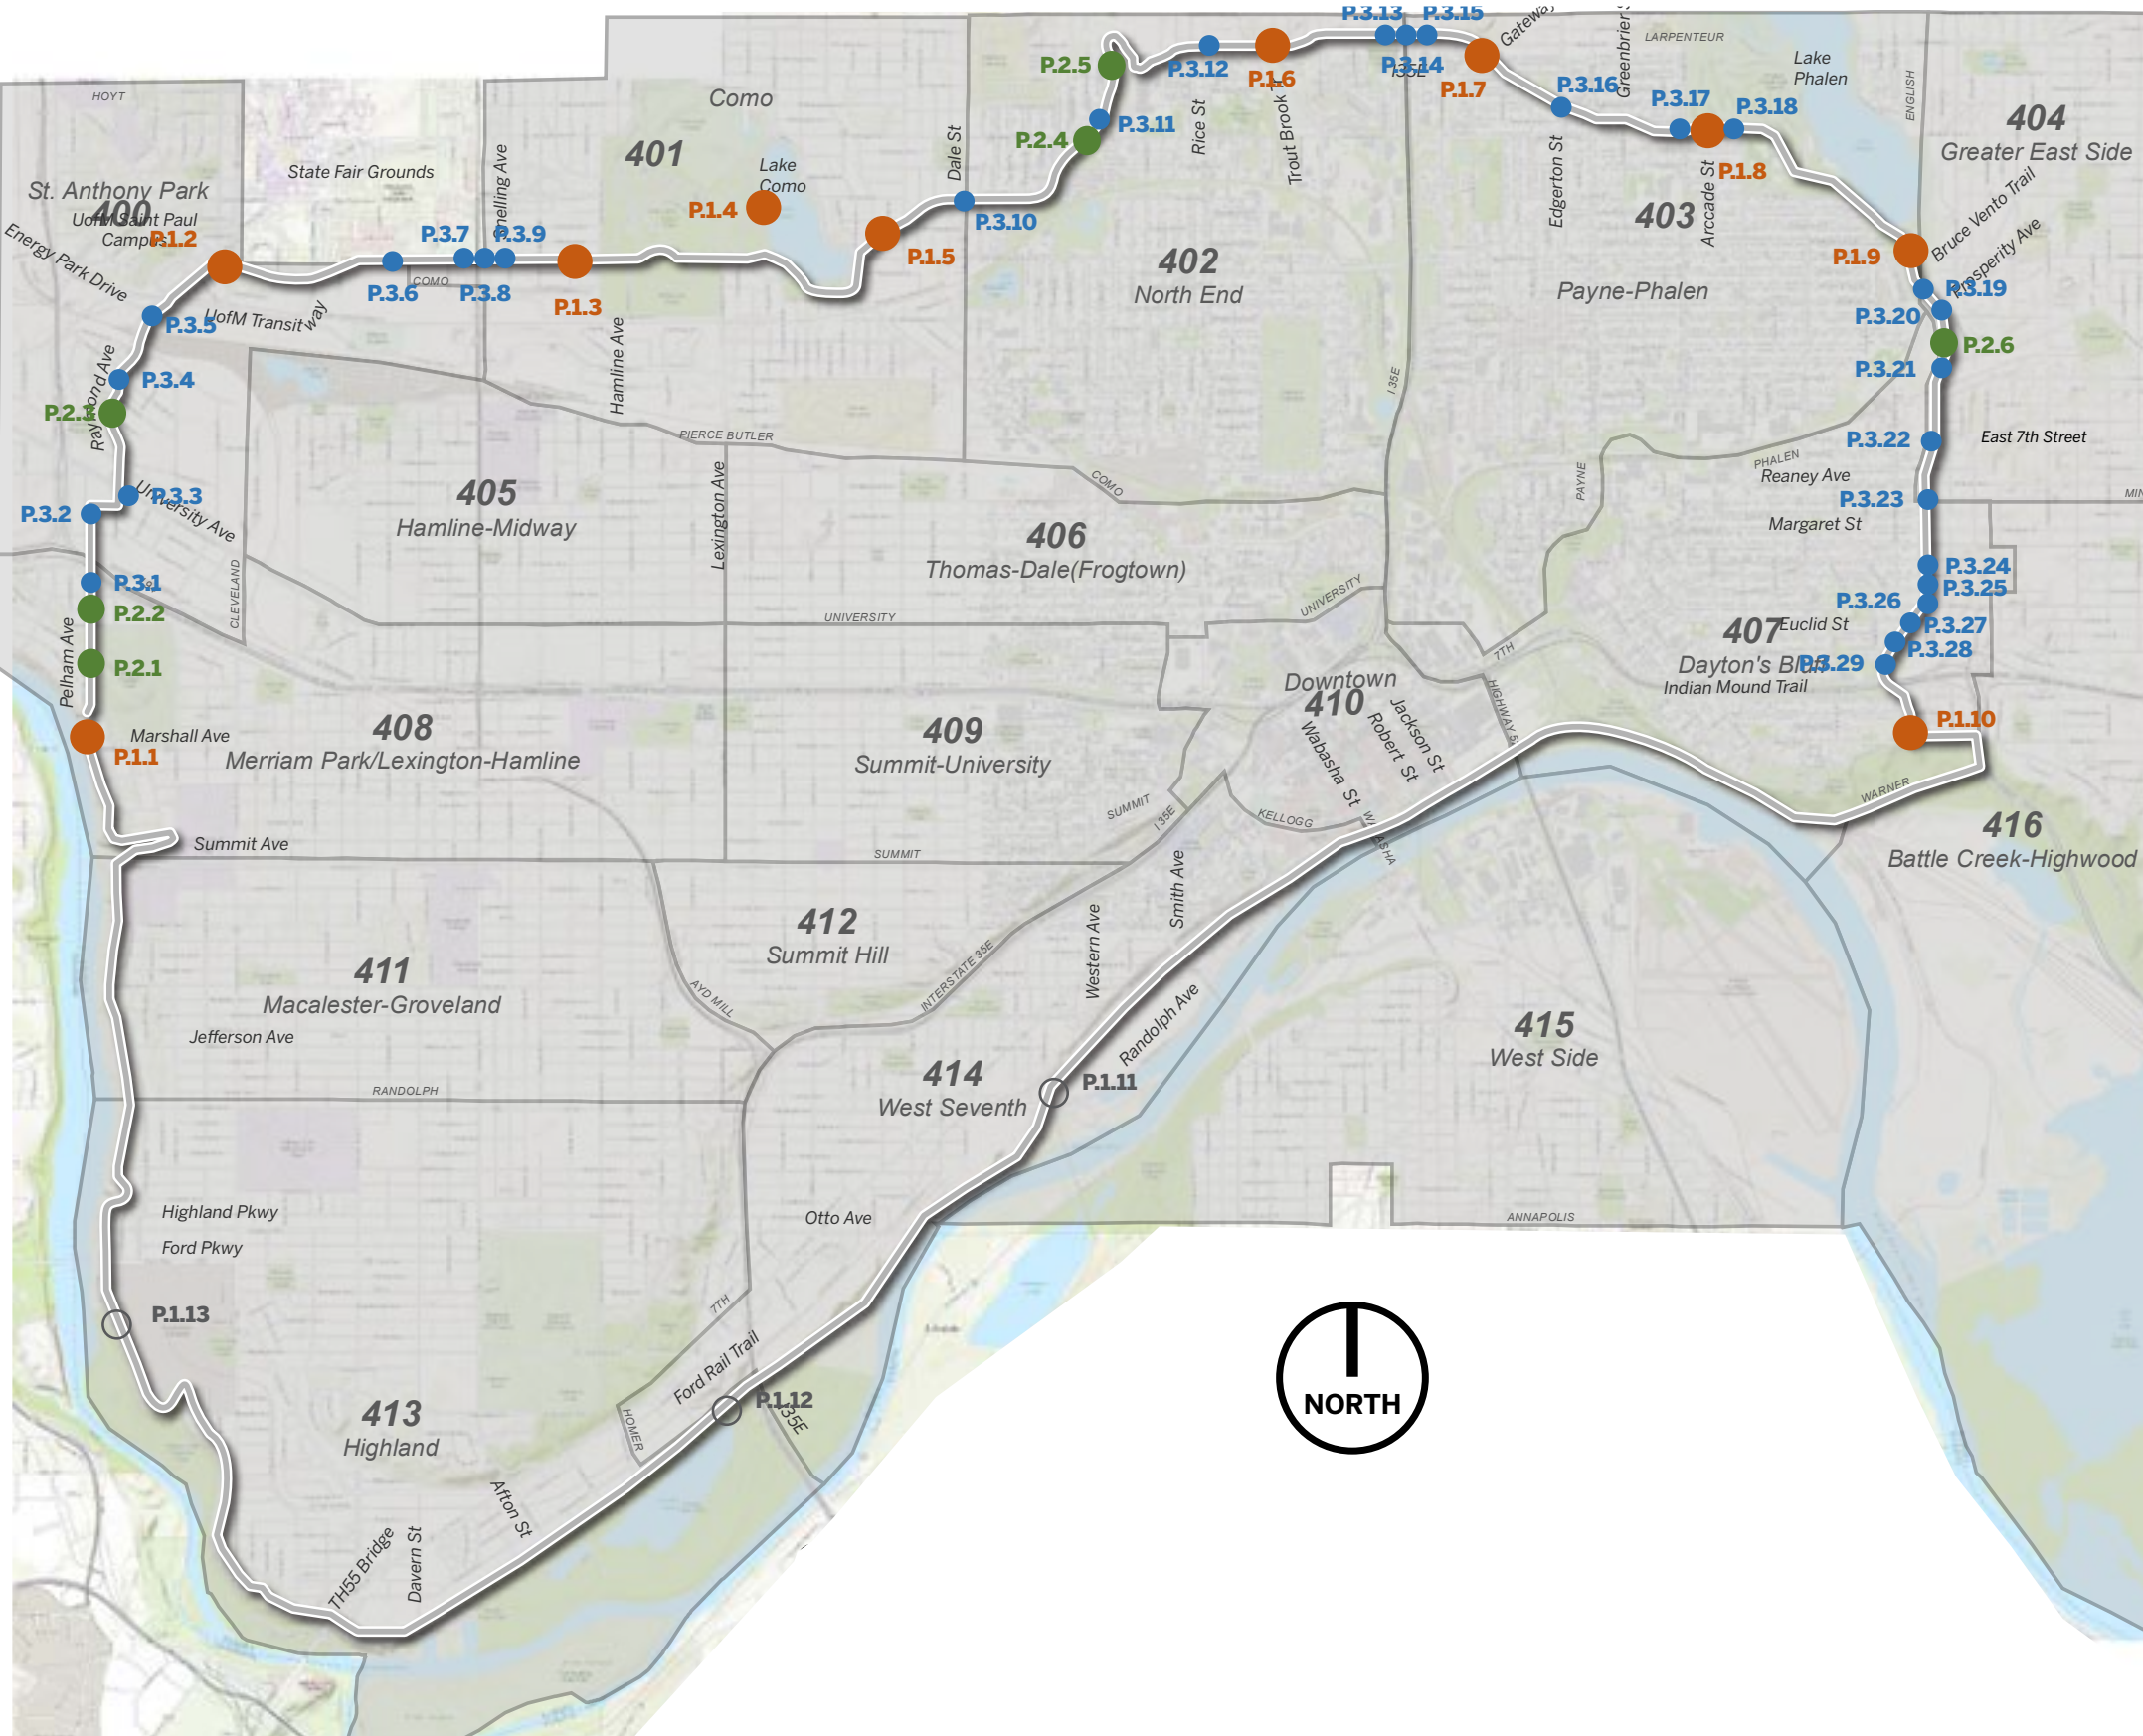 P.3.13
P.3.15
Gateway
Greenbrier S
LARPENTEUR
P.2.5
P.3.12
P.1.6
P.3.14
I35E
P.1.7
Lake
Phalen
HOYT
Como
P.3.16
P.3.17
P.3.18
ENGLISH
404
Greater East Side
P.3.11
P.2.4
Rice St
Trout Brook Tr
Dale St
401
Lake
Como
State Fair Grounds
Snelling Ave
St. Anthony Park
400
UofM Saint Paul
Campus
P.1.2
Energy Park Drive
P.1.4
P.3.10
Edgerton St
P.1.8
Arccade St
403
Payne-Phalen
Bruce Vento Trail
Prosperity Ave
P.1.9
P.3.7
P.3.9
P.3.6
COMO
P.3.8
P.1.3
P.1.5
402
North End
P.3.19
P.3.20
P.2.6
P.3.21
P.3.5
UofM Transit way
Hamline Ave
Raymond Ave
P.3.4
P.2.3
I 35E
PIERCE BUTLER
COMO
PAYNE
PHALEN
Reaney Ave
P.3.22
East 7th Street
P.3.23
MIN
Margaret St
P.3.3
P.3.2
University Ave
405
Hamline-Midway
Lexington Ave
406
Thomas-Dale(Frogtown)
P.3.1
P.2.2
P.2.1
CLEVELAND
Pelham Ave
UNIVERSITY
UNIVERSITY
P.3.24
P.3.25
P.3.26
Euclid St
P.3.27
P.3.28
P.3.29
407
Dayton's Bluff
Indian Mound Trail
7TH
HIGHWAY 5
Downtown
410
Jackson St
Robert St
Wabasha St
P.1.10
Marshall Ave
P.1.1
408
Merriam Park/Lexington-Hamline
409
Summit-University
SUMMIT
I 35E
KELLOGG
WABASHA
WARNER
416
Battle Creek-Highwood
Summit Ave
SUMMIT
Smith Ave
Western Ave
412
Summit Hill
INTERSTATE 35E
AYD MILL
411
Macalester-Groveland
Jefferson Ave
RANDOLPH
414
West Seventh
P.1.11
Randolph Ave
415
West Side
ANNAPOLIS
Highland Pkwy
Ford Pkwy
Otto Ave
P.1.13
7TH
Ford Rail Trail
HOMER
P.1.12
I 35E
413
Highland
Afton St
TH55 Bridge
Davern St
NORTH